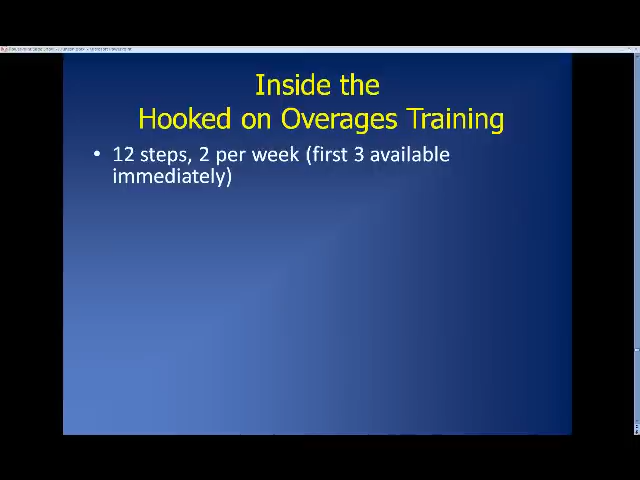 Inside the
Hooked on Overages Training
• 12 steps, 2 per week (first 3 available
immediately)